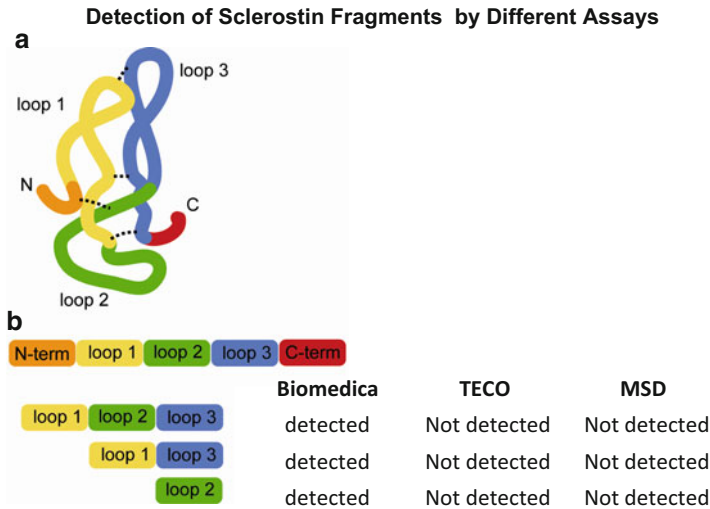 Detection of Sclerostin Fragments by Different Assays
a
loop 3
loop 1
N
C
loop 2
b
N-term loop 1 loop 2 loop 3 C-term
Biomedica TECO MSD
loop 1 loop 2 loop 3 detected Not detected Not detected
loop 1 loop 3 detected Not detected Not detected
loop 2 detected Not detected Not detected